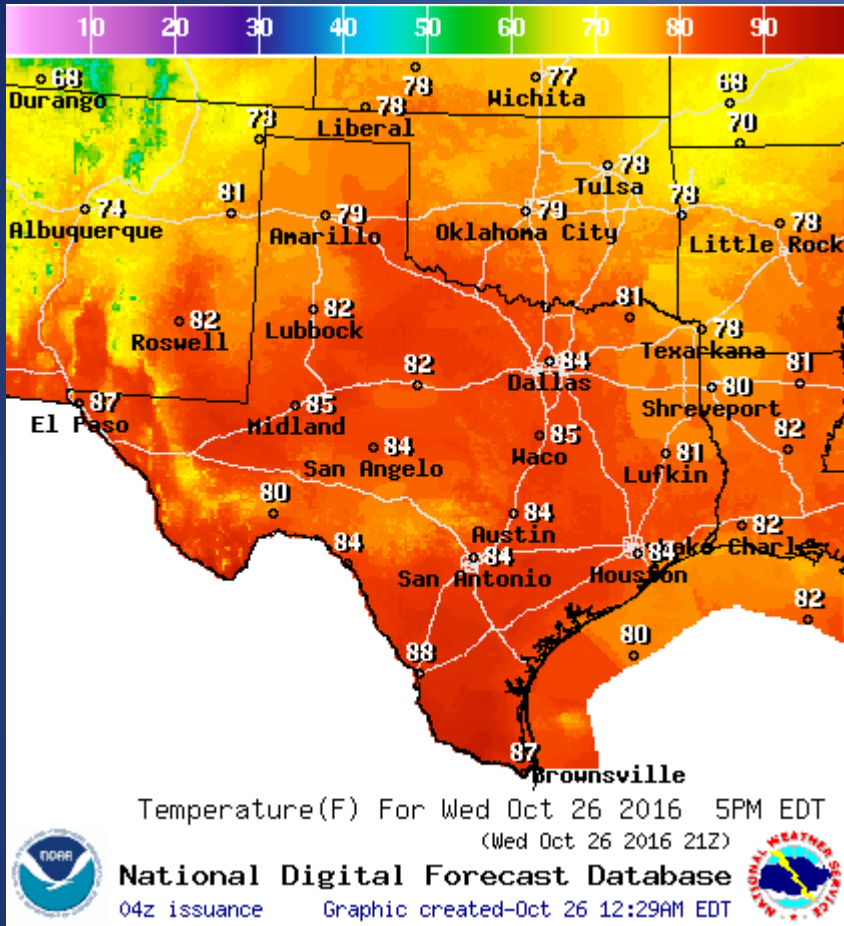 10 20 30 40 50 60 70 80 90
68
Durango
78
77
Wichita
68
78
Liberal
73
70
78
Tulsa
74
Albuquerque
81
79
Amarillo
79
Oklahoma City
78
78
Little Rock
82
Roswell
82
Lubbock
81
78
Texarkana
82
84
Dallas
81
80
Shreveport
87
El Paso
85
Midland
84
San Angelo
85
Waco
81
Lufkin
82
80
84
Austin
82
Lake Charles
84
84
San Antonio
84
Houston
82
80
88
87
Brownsville
Temperature(F) For Wed Oct 26 2016 5PM EDT
(Wed Oct 26 2016 21Z)
National Digital Forecast Database
04z issuance Graphic created-Oct 26 12:29AM EDT
NOAA
NATIONAL WEATHER SERVICE